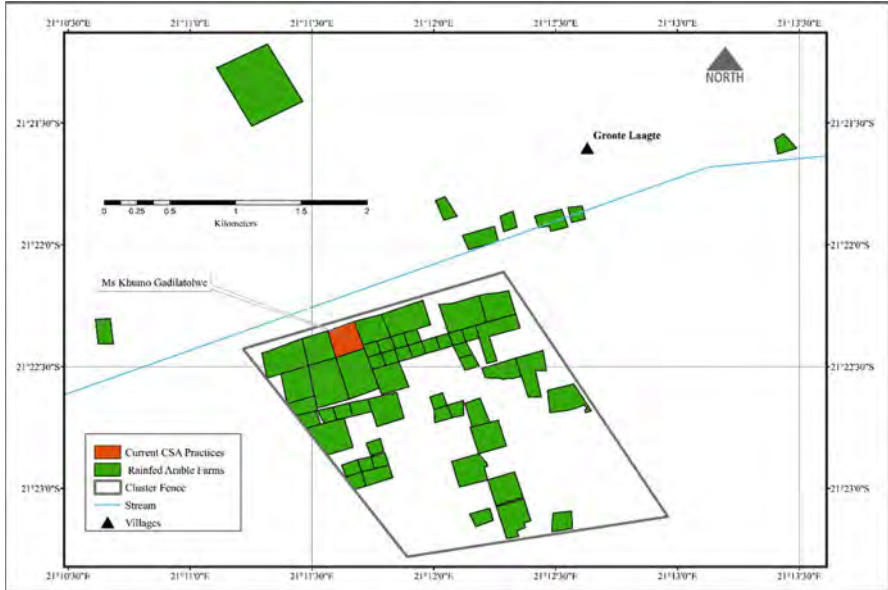 21°10'30"E 21°11'0"E 21°11'30"E 21°12'0"E 21°12'30"E 21°13'0"E 21°13'30"E
NORTH
21°21'30"S 21°21'30"S
Groote Laagte
0 0.25 0.5 1 1.5 2
Kilometers
21°22'0"S 21°22'0"S
Ms Khumo Gadilatolwe
21°22'30"S 21°22'30"S
Current CSA Practices
Rainfed Arable Farms
Cluster Fence
Stream
Villages
21°23'0"S 21°23'0"S
21°10'30"E 21°11'0"E 21°11'30"E 21°12'0"E 21°12'30"E 21°13'0"E 21°13'30"E